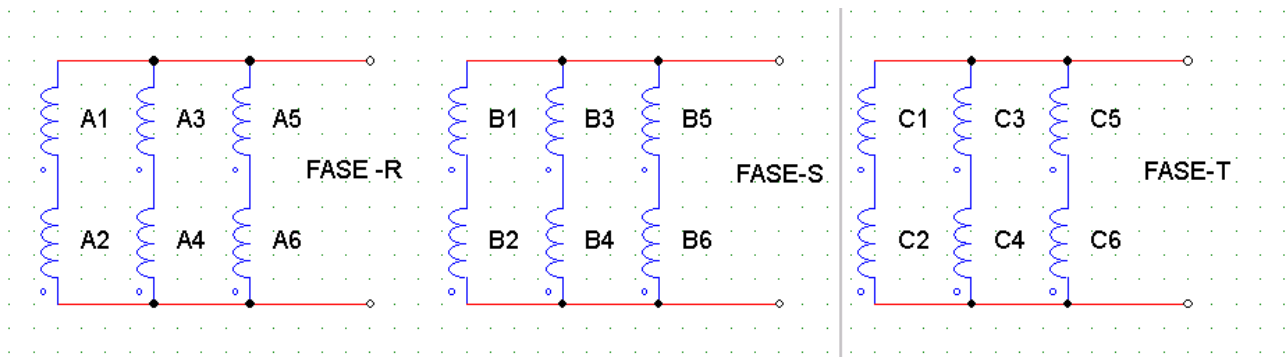 A1 A3 A5 B1 B3 B5 C1 C3 C5
FASE -R FASE-S FASE-T
A2 A4 A6 B2 B4 B6 C2 C4 C6